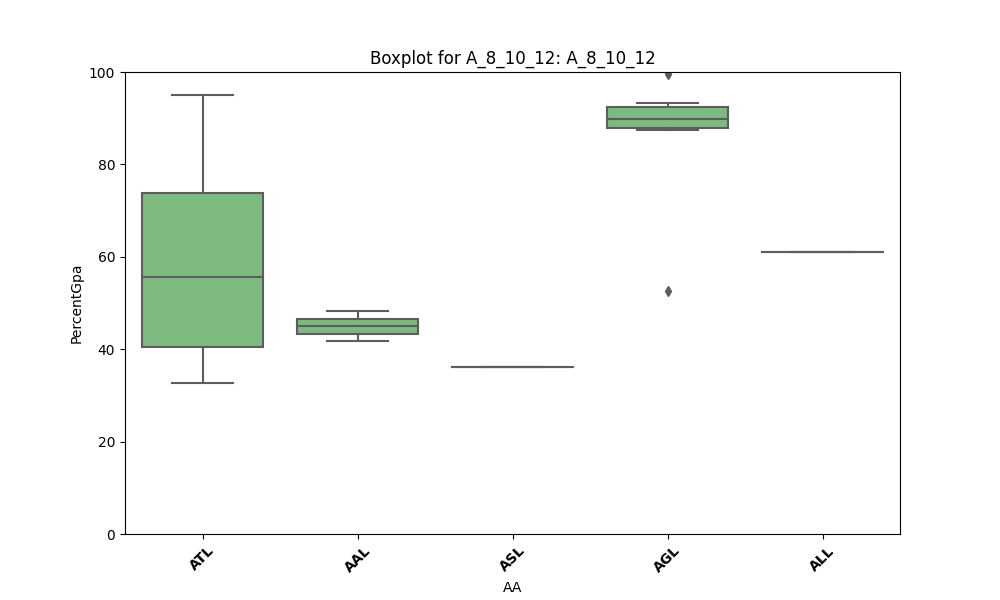 Boxplot for A_8_10_12: A_8_10_12
100
80
60
40
20
0
PercentGpa
ATL
AAL
ASL
AGL
ALL
AA